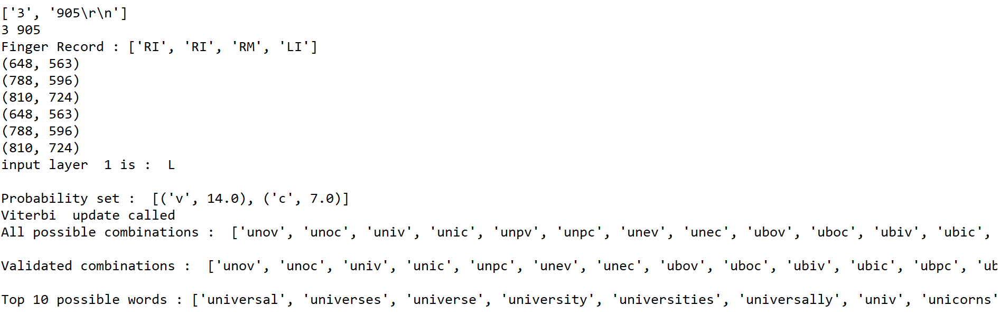 ['3', '905\r\n']
3 905
Finger Record : ['RI', 'RI', 'RM', 'LI']
(648, 563)
(788, 596)
(810, 724)
(648, 563)
(788, 596)
(810, 724)
input layer  1 is :  L
Probability set :  [('v', 14.0), ('c', 7.0)]
Viterbi  update called
All possible combinations :  ['unov', 'unoc', 'univ', 'unic', 'unpv', 'unpc', 'unev', 'unec', 'ubov', 'uboc', 'ubiv', 'ubic',
Validated combinations :  ['unov', 'unoc', 'univ', 'unic', 'unpc', 'unev', 'unec', 'ubov', 'uboc', 'ubiv', 'ubic', 'ubpc', 'ub
Top 10 possible words : ['universal', 'universes', 'universe', 'university', 'universities', 'universally', 'univ', 'unicorns'